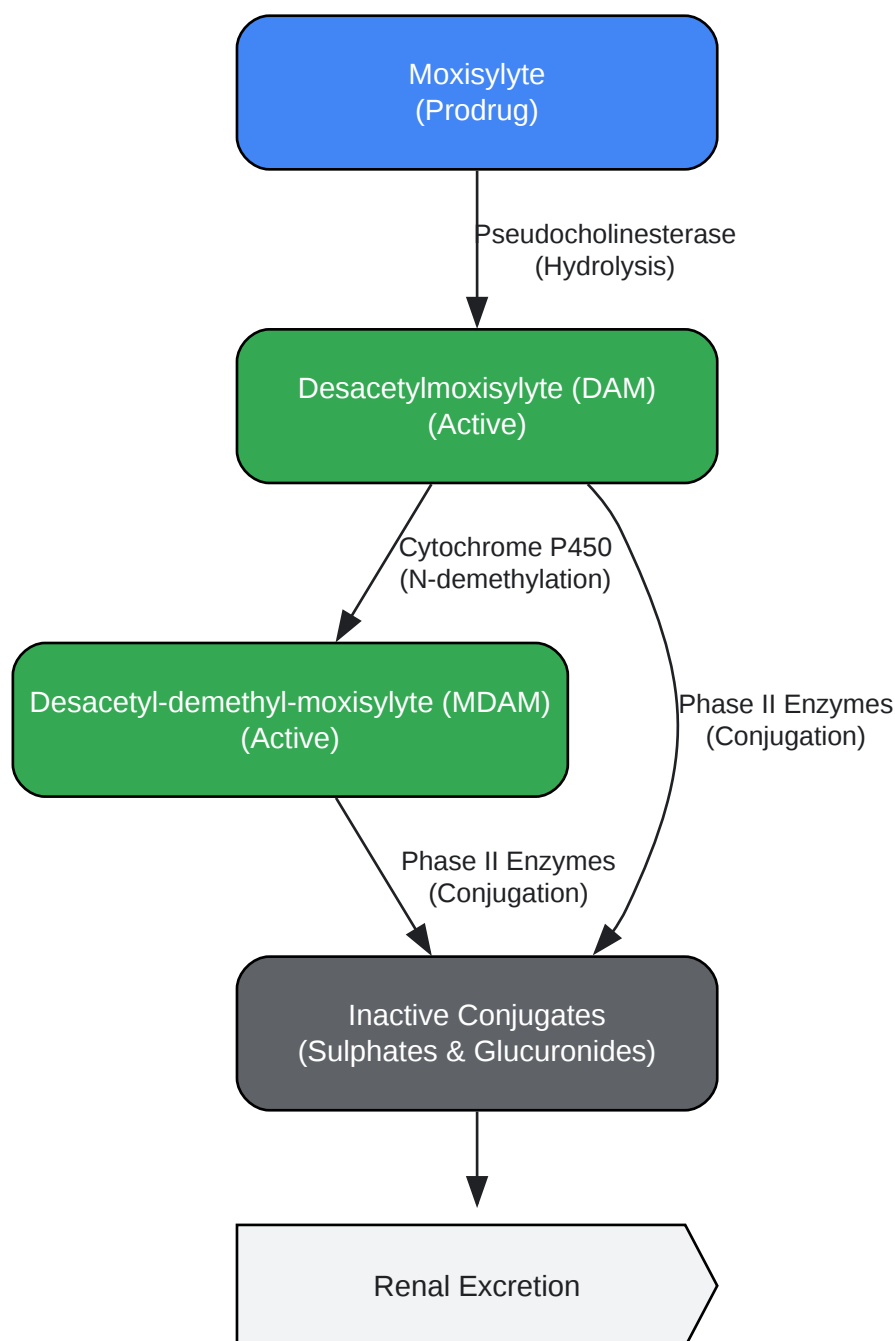 Moxisylyte
(Prodrug)
Pseudocholinesterase
(Hydrolysis)
Desacetylmoxisylyte (DAM)
(Active)
Cytochrome P450
(N-demethylation)
Desacetyl-demethyl-moxisylyte (MDAM)
(Active)
Phase II Enzymes
(Conjugation)
Phase II Enzymes
(Conjugation)
Inactive Conjugates
(Sulphates & Glucuronides)
Renal Excretion